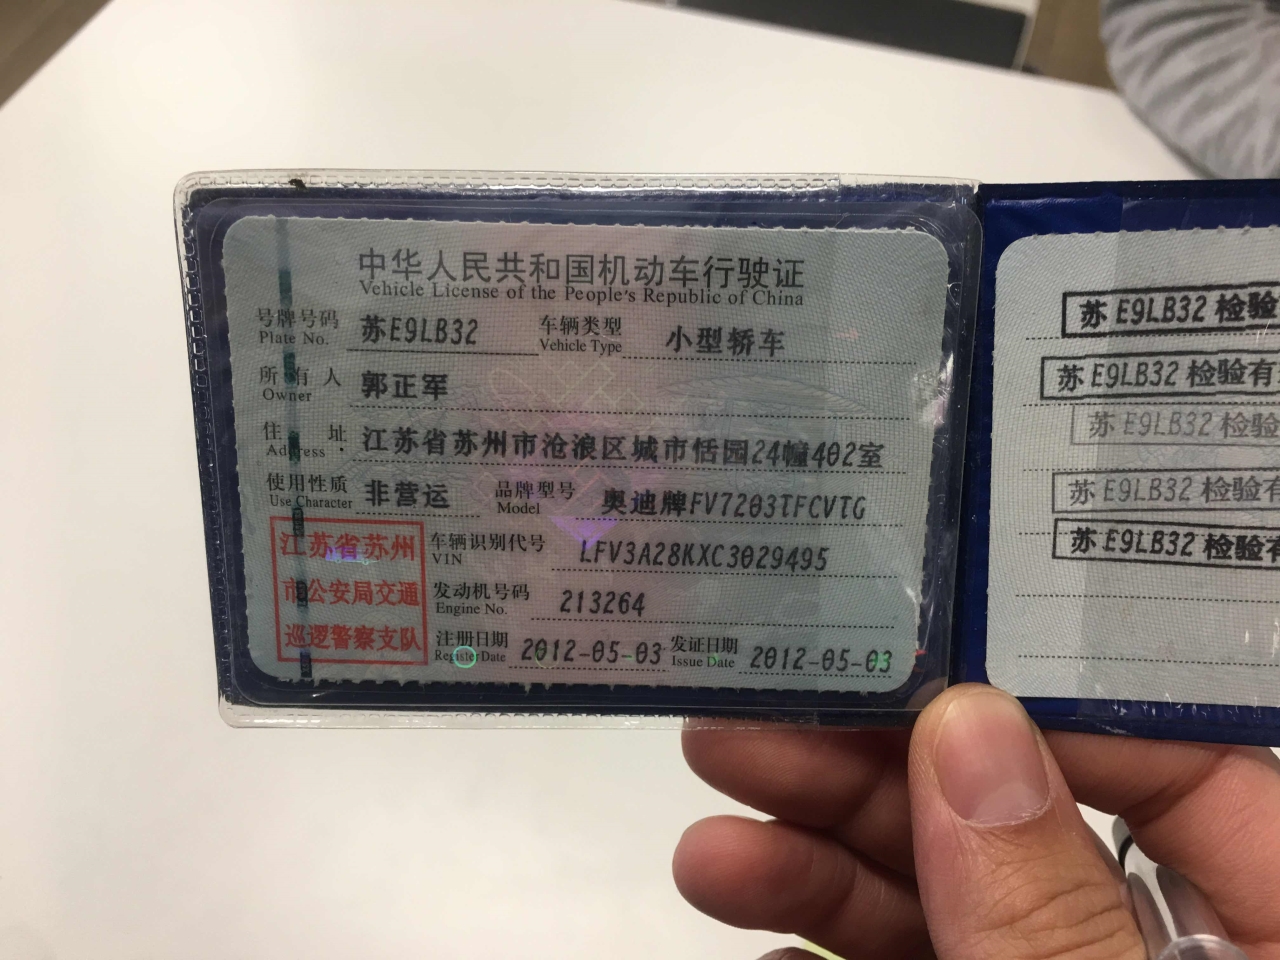 中华人民共和国机动车行驶证
Vehicle License of the People's Republic of China
号牌号码 苏E9LB32 车辆类型 小型轿车
Plate No. Vehicle Type
所有人 郭正军
Owner
住址 江苏省苏州市沧浪区城市恬园24幢402室
Address
使用性质 非营运 品牌型号 奥迪牌FV7203TFCVTG
Use Character Model
江苏省苏州
市公安局交通
巡逻警察支队
车辆识别代号 LFV3A28KXC3029495
VIN
发动机号码 213264
Engine No.
注册日期 2012-05-03 发证日期 2012-05-03
Register Date Issue Date
苏E9LB32 检验
苏E9LB32 检验有
苏E9LB32 检验
苏E9LB32 检验有
苏E9LB32 检验有